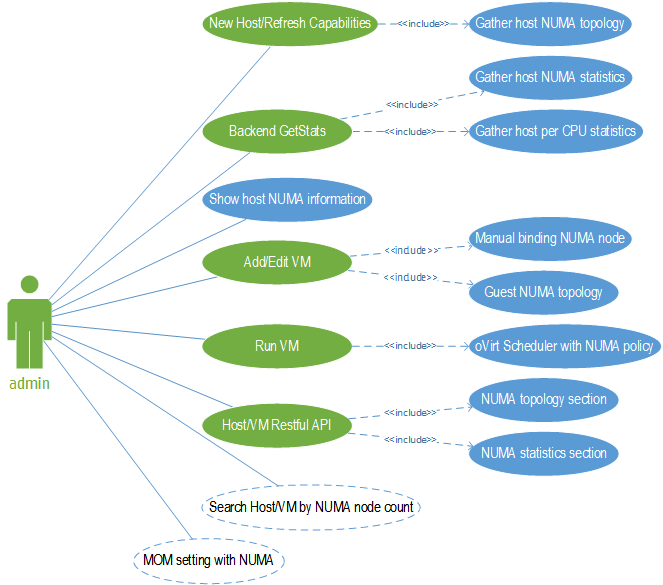 New Host/Refresh Capabilities
<<include>>
Gather host NUMA topology
Gather host NUMA statistics
<<include>>
Backend GetStats
<<include>>
Gather host per CPU statistics
Show host NUMA information
Manual binding NUMA node
<<include>>
Add/Edit VM
<<include>>
Guest NUMA topology
Run VM
<<include>>
oVirt Scheduler with NUMA policy
admin
NUMA topology section
<<include>>
Host/VM Restful API
<<include>>
NUMA statistics section
Search Host/VM by NUMA node count
MOM setting with NUMA